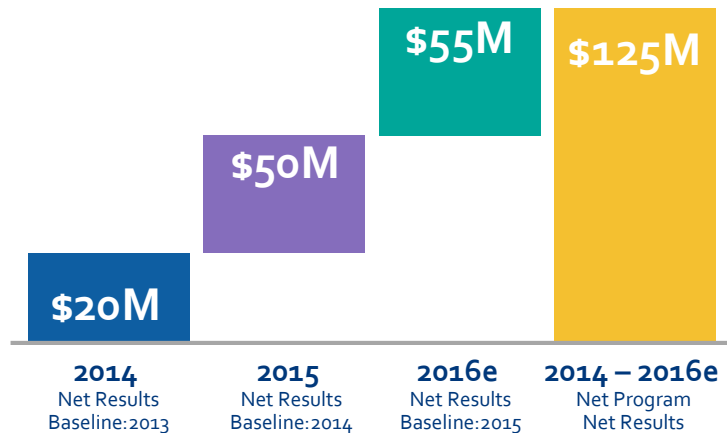 $55M
$125M
$50M
$20M
2014
Net Results
Baseline:2013
2015
Net Results
Baseline:2014
2016e
Net Results
Baseline:2015
2014 – 2016e
Net Program
Net Results